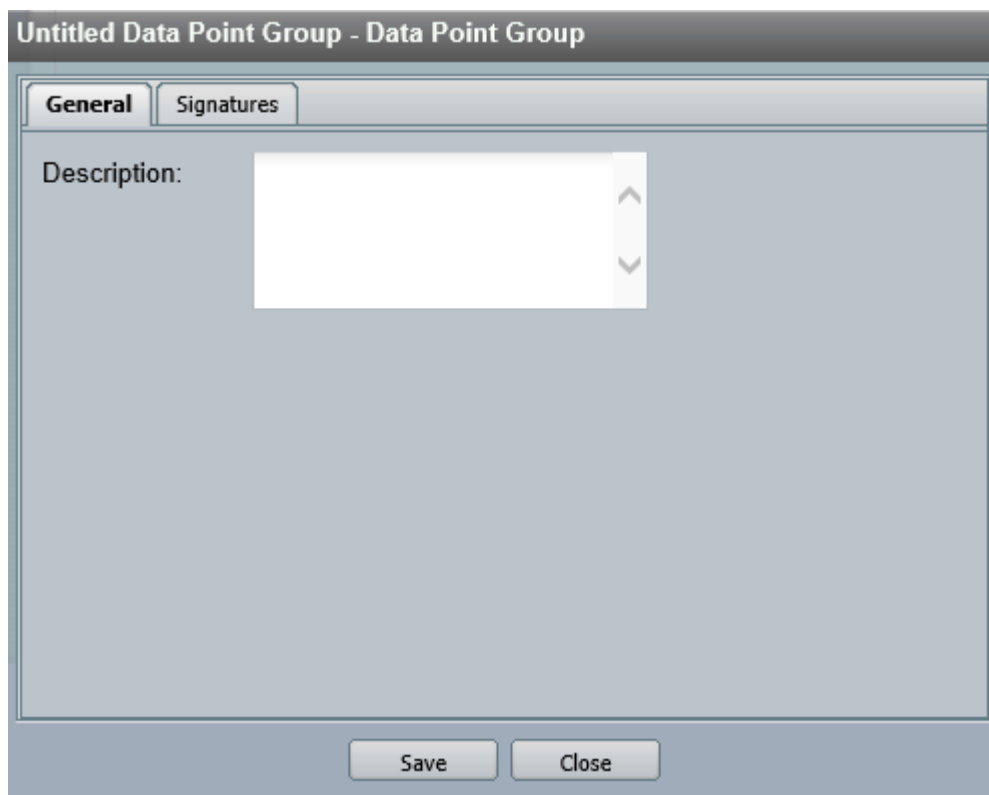 Untitled Data Point Group - Data Point Group
General Signatures
Description:
Save Close